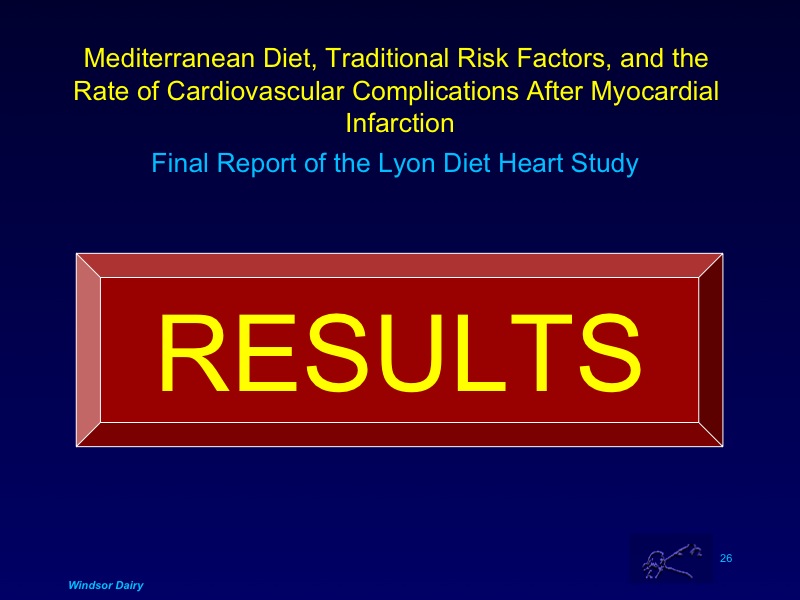 Mediterranean Diet, Traditional Risk Factors, and the
Rate of Cardiovascular Complications After Myocardial
Infarction
Final Report of the Lyon Diet Heart Study
RESULTS
26
Windsor Dairy